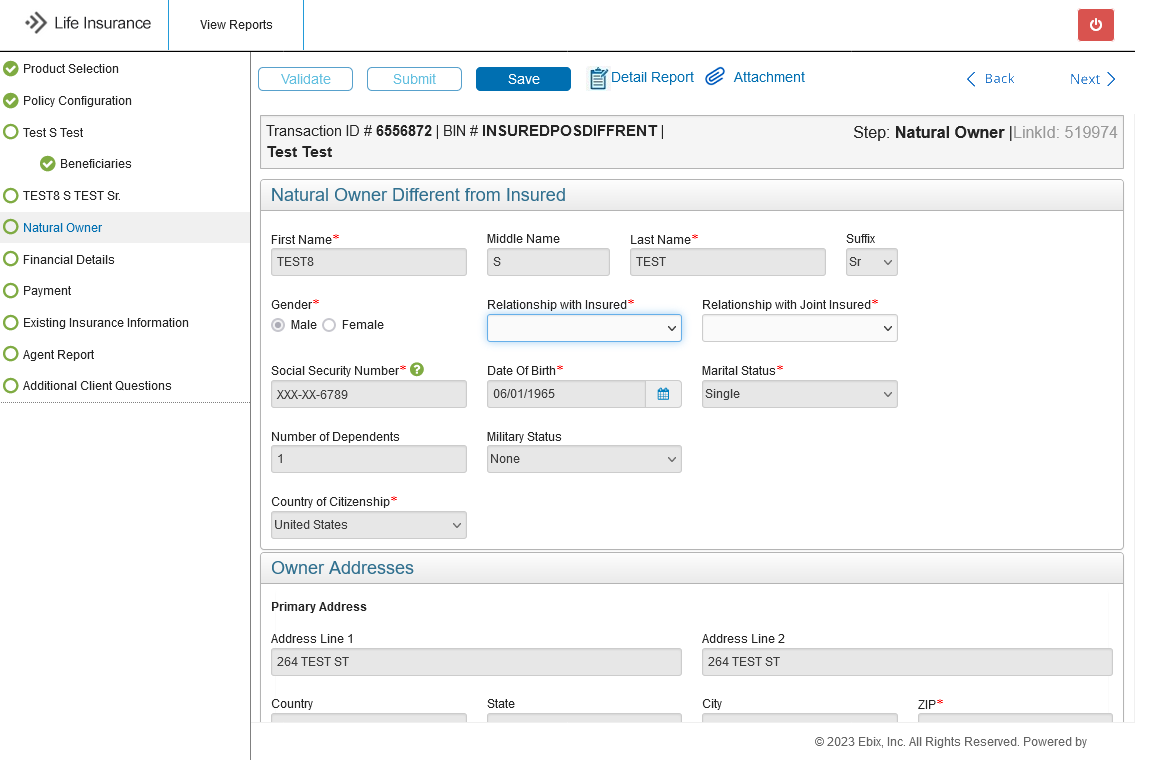 Life Insurance
View Reports
Product Selection
Policy Configuration
Test S Test
Beneficiaries
TEST8 S TEST Sr.
Natural Owner
Financial Details
Payment
Existing Insurance Information
Agent Report
Additional Client Questions
Validate Submit Save Detail Report Attachment Back Next
Transaction ID # 6556872 | BIN # INSUREDPOSDIFFRENT | Step: Natural Owner |LinkId: 519974
Test Test
Natural Owner Different from Insured
First Name* Middle Name Last Name* Suffix
TEST8 S TEST Sr
Gender* Relationship with Insured* Relationship with Joint Insured*
Male Female
Social Security Number* ? Date Of Birth* Marital Status*
XXX-XX-6789 06/01/1965 Single
Number of Dependents Military Status
1 None
Country of Citizenship*
United States
Owner Addresses
Primary Address
Address Line 1 Address Line 2
264 TEST ST 264 TEST ST
Country State City ZIP*
© 2023 Ebix, Inc. All Rights Reserved. Powered by